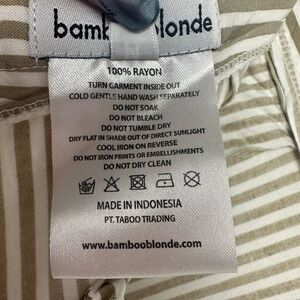 bamboo blonde
100% RAYON
TURN GARMENT INSIDE OUT
COLD GENTLE HAND WASH SEPARATELY
DO NOT SOAK
DO NOT BLEACH
DO NOT TUMBLE DRY
DRY FLAT IN SHADE OUT OF DIRECT SUNLIGHT
COOL IRON ON REVERSE
DO NOT IRON PRINTS OR EMBELLISHMENTS
DO NOT DRY CLEAN
MADE IN INDONESIA
PT. TABOO TRADING
www.bambooblonde.com